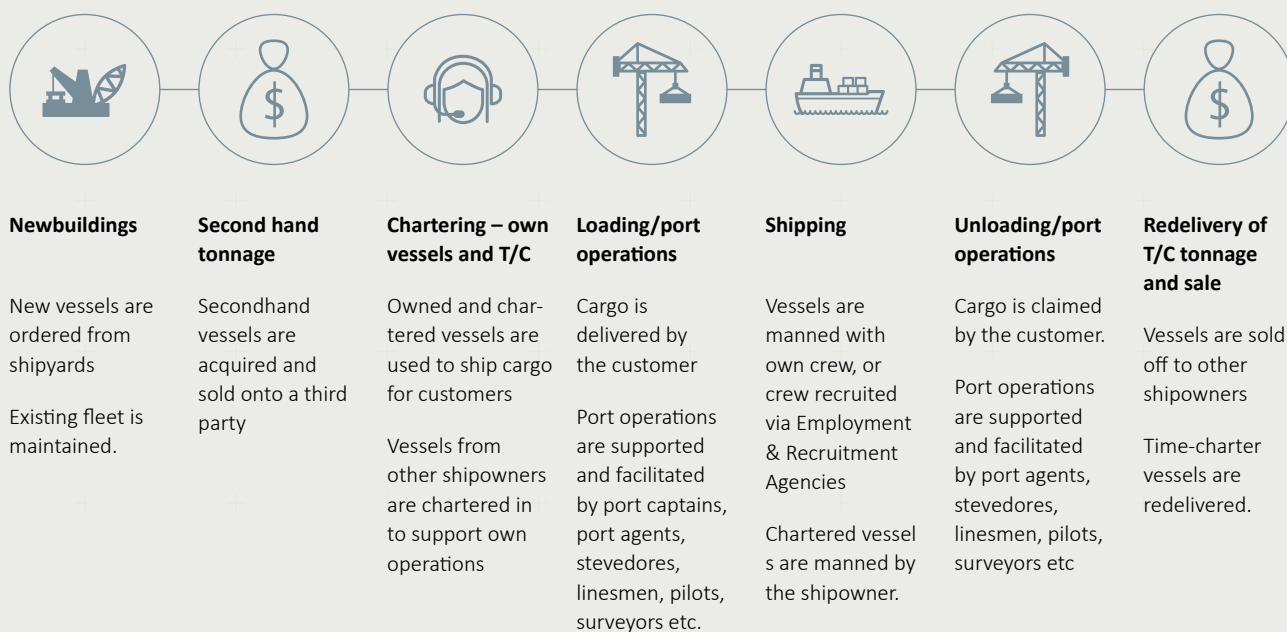 $
$
Newbuildings
New vessels are
ordered from
shipyards
Existing fleet is
maintained.
Second hand
tonnage
Secondhand
vessels are
acquired and
sold onto a third
party
Chartering – own
vessels and T/C
Owned and char-
tered vessels are
used to ship cargo
for customers
Vessels from
other shipowners
are chartered in
to support own
operations
Loading/port
operations
Cargo is
delivered by
the customer
Port operations
are supported
and facilitated
by port captains,
port agents,
stevedores,
linesmen, pilots,
surveyors etc.
Shipping
Vessels are
manned with
own crew, or
crew recruited
via Employment
& Recruitment
Agencies
Chartered vessel
s are manned by
the shipowner.
Unloading/port
operations
Cargo is claimed
by the customer.
Port operations
are supported
and facilitated
by port agents,
stevedores,
linesmen, pilots,
surveyors etc
Redelivery of
T/C tonnage
and sale
Vessels are sold
off to other
shipowners
Time-charter
vessels are
redelivered.